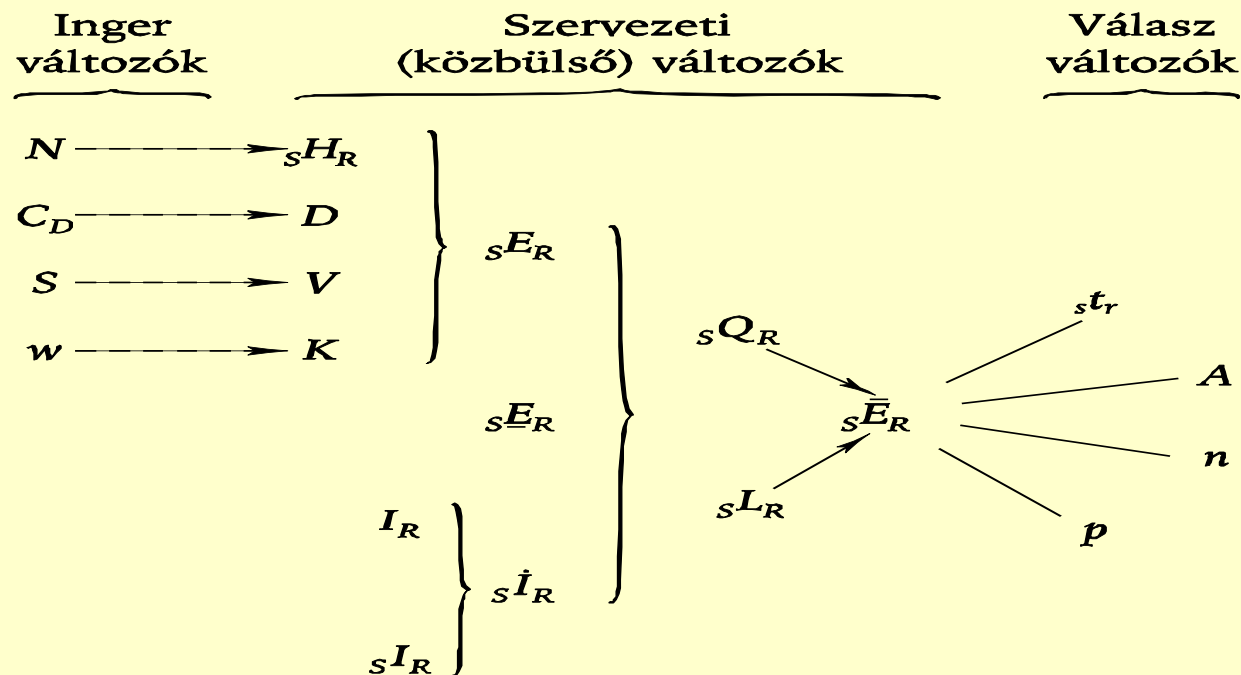 Inger
változók
Szervezeti
(közbülső) változók
Válasz
változók
N
sHR
CD
D
S
V
w
K
sER
sQR
str
A
sE̲R
sĒR
n
sLR
p
IR
sİR
sIR